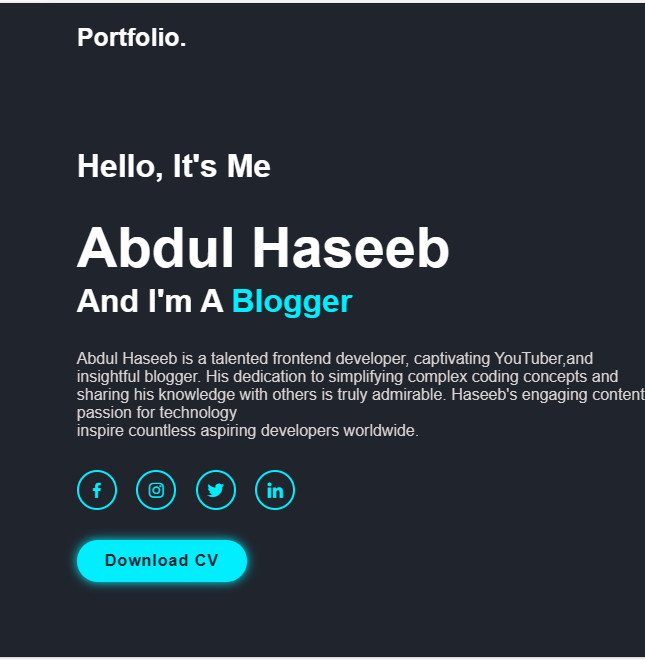 Portfolio.
Hello, It's Me
Abdul Haseeb
And I'm A Blogger
Abdul Haseeb is a talented frontend developer, captivating YouTuber,and
insightful blogger. His dedication to simplifying complex coding concepts and
sharing his knowledge with others is truly admirable. Haseeb's engaging content
passion for technology
inspire countless aspiring developers worldwide.
Download CV